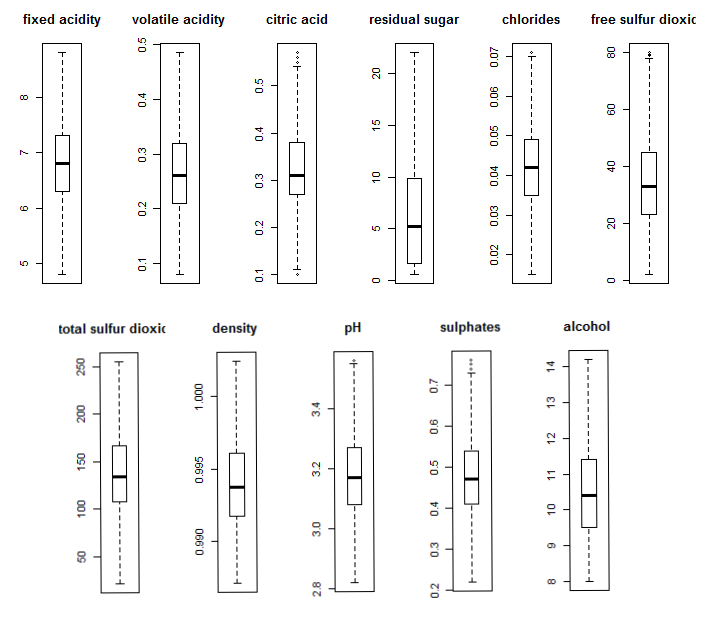 fixed acidity volatile acidity citric acid residual sugar chlorides free sulfur dioxic
5 6 7 8
0.1 0.2 0.3 0.4 0.5
0.1 0.2 0.3 0.4 0.5
0 5 10 15 20
0.02 0.03 0.04 0.05 0.06 0.07
0 20 40 60 80
total sulfur dioxic density pH sulphates alcohol
50 100 150 200 250
0.990 0.995 1.000
2.8 3.0 3.2 3.4
0.2 0.3 0.4 0.5 0.6 0.7
8 9 10 11 12 13 14